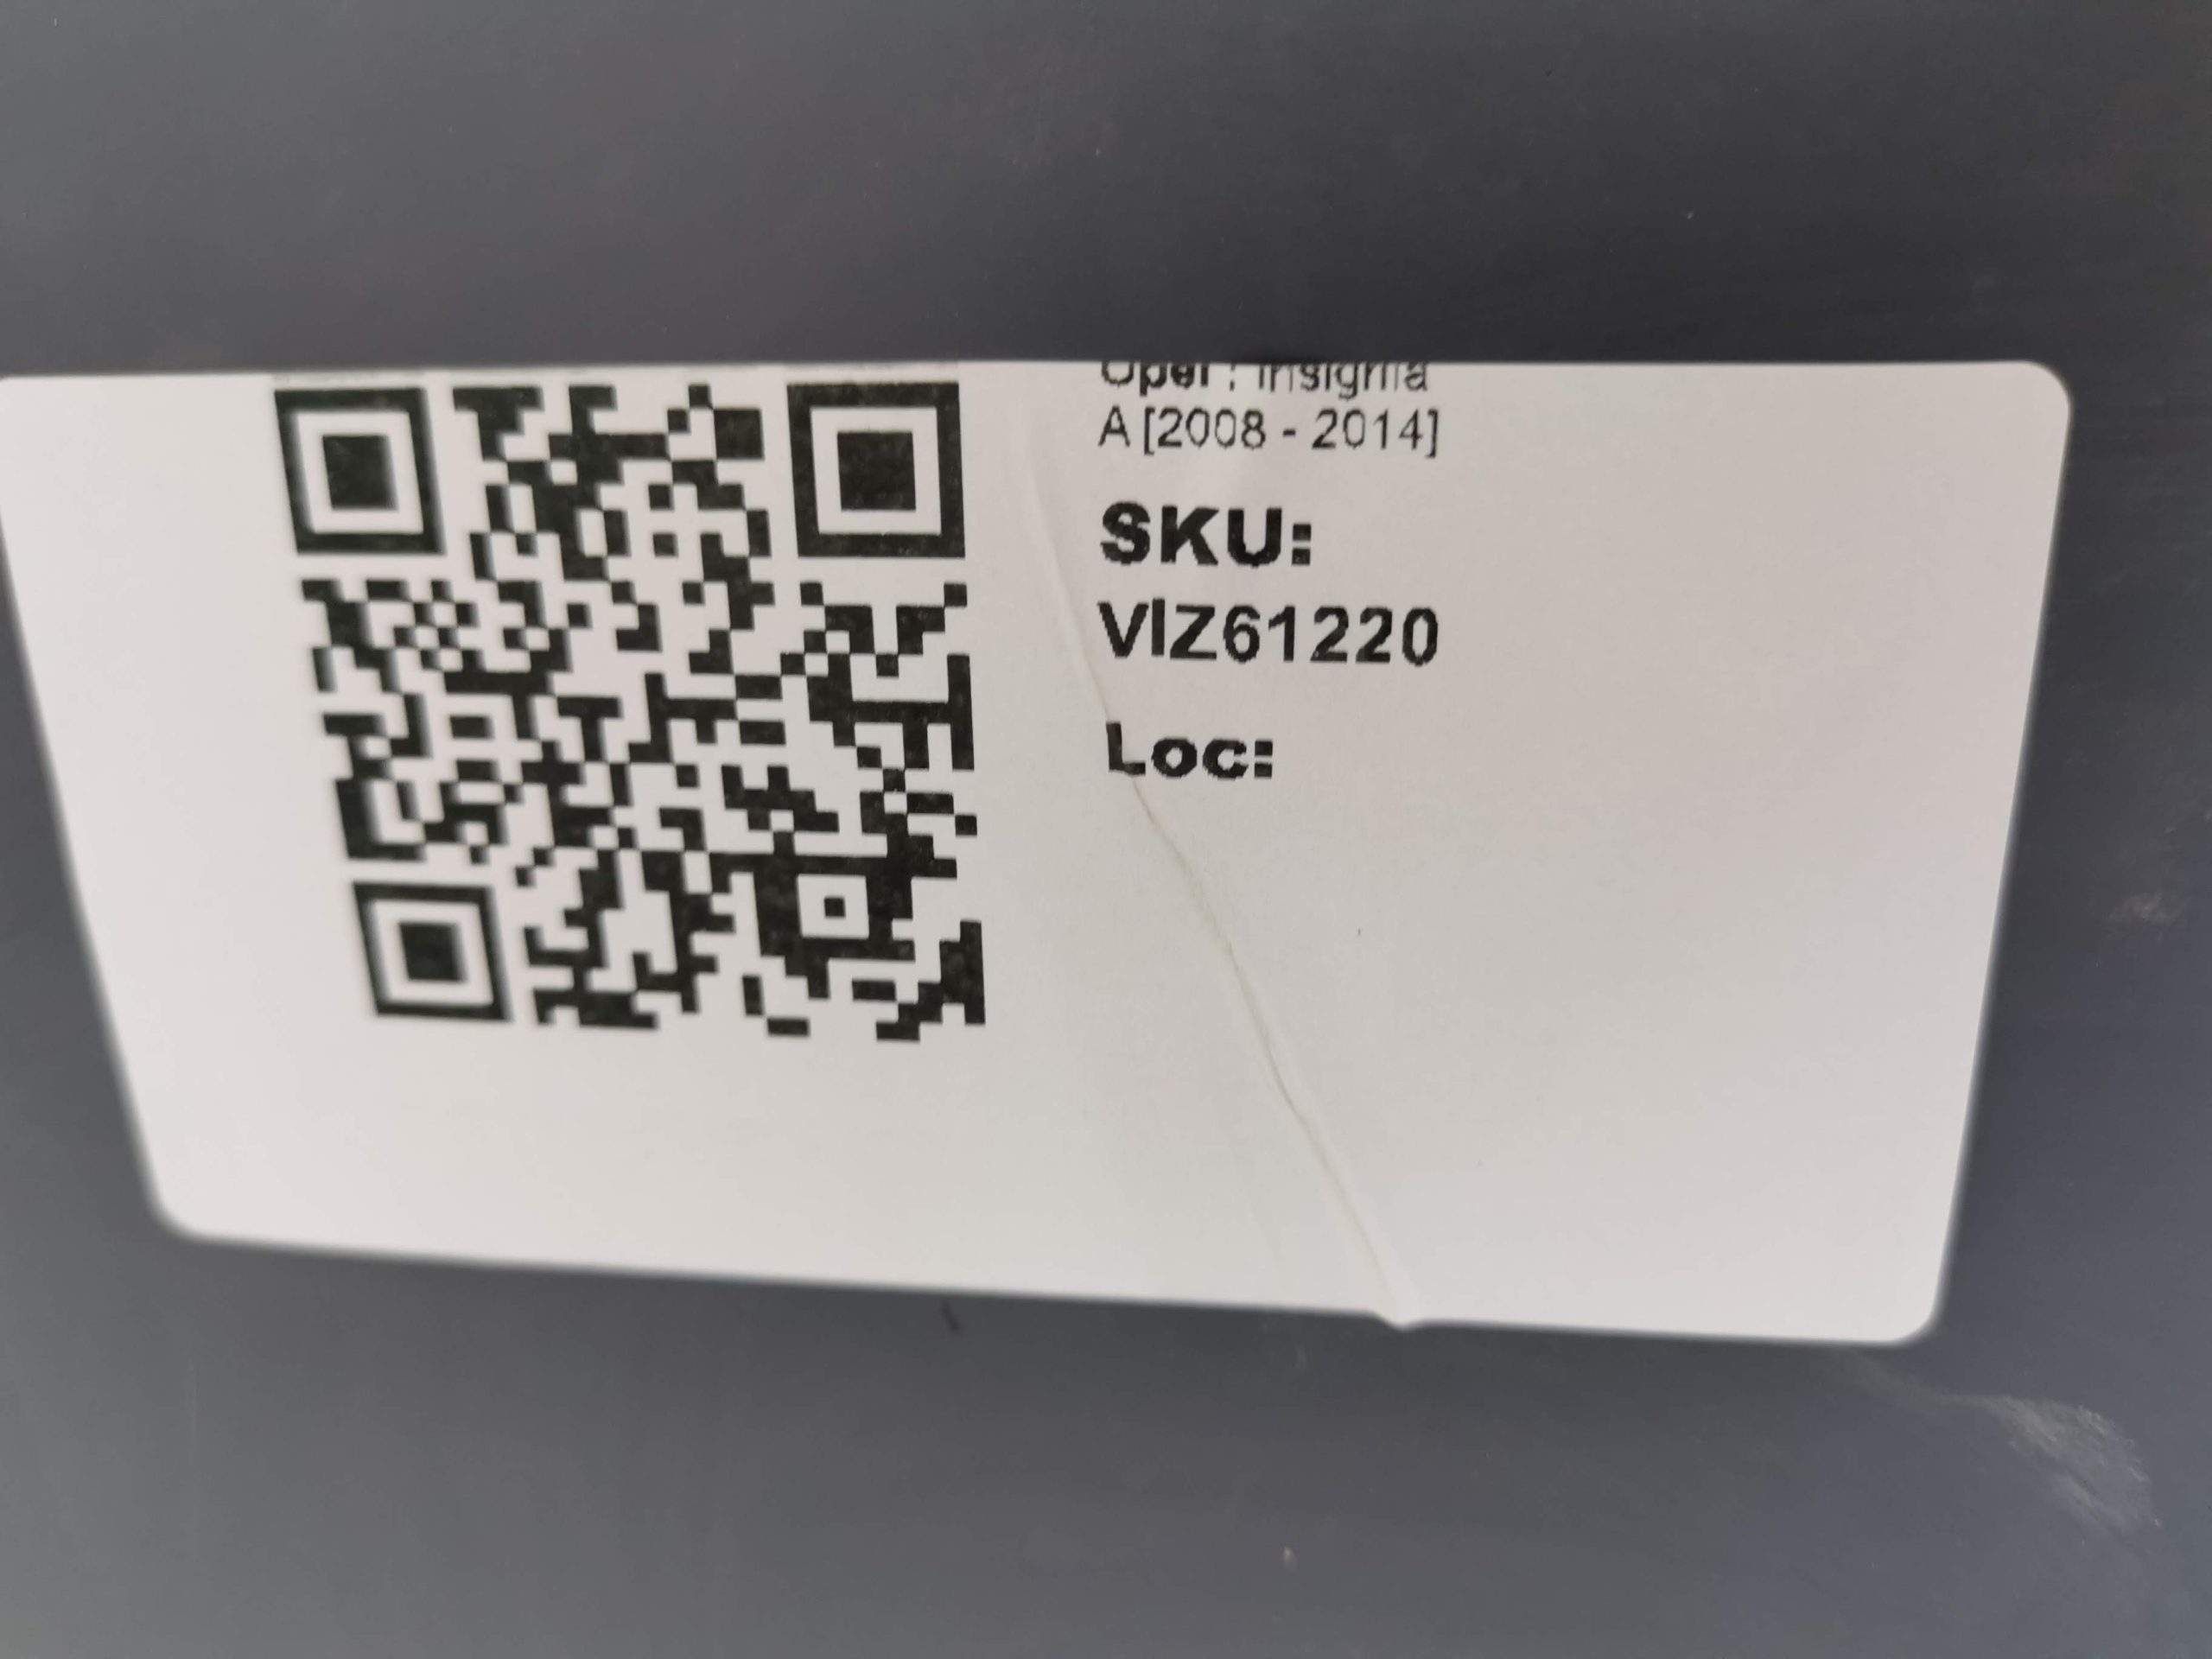 Opel : Insignia
A [2008 - 2014]
SKU:
VIZ61220
Loc: